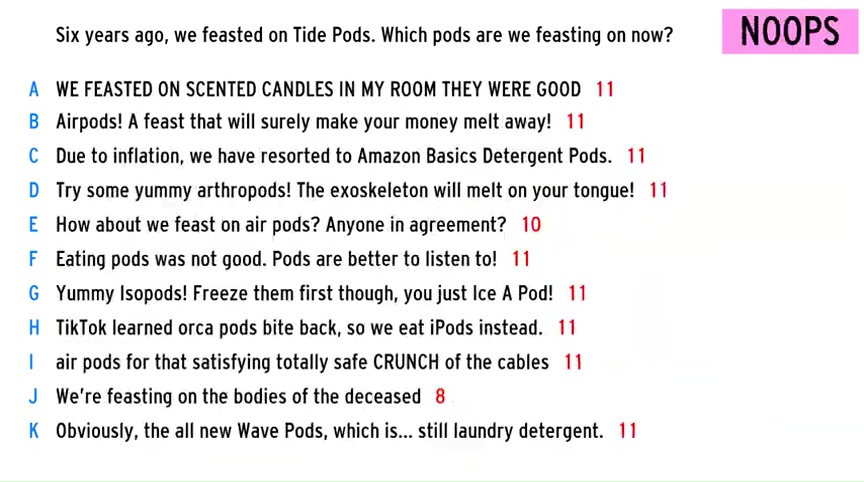 Six years ago, we feasted on Tide Pods. Which pods are we feasting on now?
NOOPS
A WE FEASTED ON SCENTED CANDLES IN MY ROOM THEY WERE GOOD 11
B Airpods! A feast that will surely make your money melt away! 11
C Due to inflation, we have resorted to Amazon Basics Detergent Pods. 11
D Try some yummy arthropods! The exoskeleton will melt on your tongue! 11
E How about we feast on air pods? Anyone in agreement? 10
F Eating pods was not good. Pods are better to listen to! 11
G Yummy Isopods! Freeze them first though, you just Ice A Pod! 11
H TikTok learned orca pods bite back, so we eat iPods instead. 11
I air pods for that satisfying totally safe CRUNCH of the cables 11
J We're feasting on the bodies of the deceased 8
K Obviously, the all new Wave Pods, which is... still laundry detergent. 11